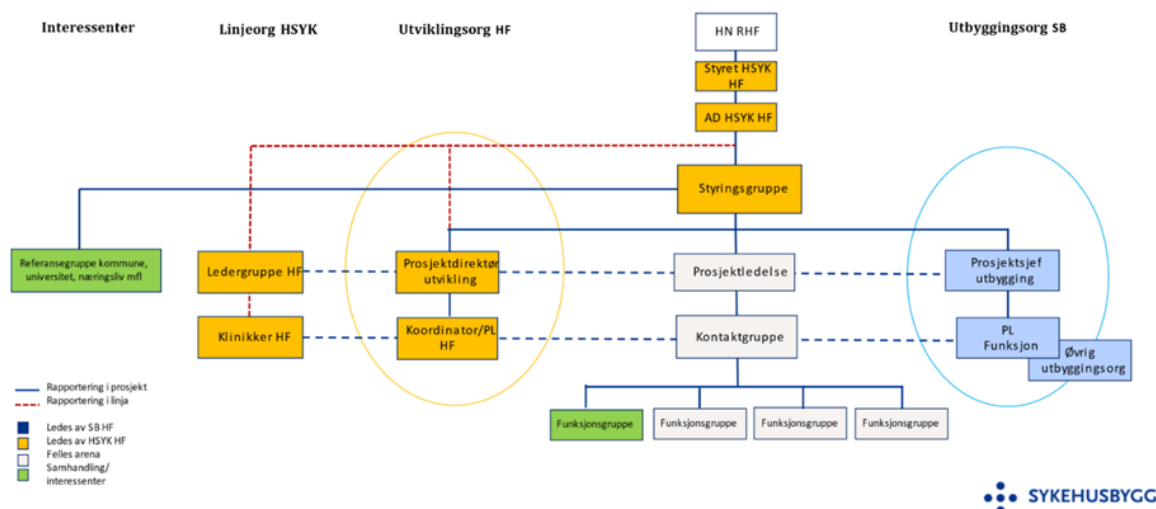 Interessenter
Linjeorg HSYK
Utviklingsorg HF
Utbyggingsorg SB
HN RHF
Styret HSYK
HF
AD HSYK HF
Styringsgruppe
Referansegruppe kommune,
universitet, næringsliv mfl
Ledergruppe HF
Prosjektdirektør
utvikling
Prosjektledelse
Prosjektsjef
utbygging
Klinikker HF
Koordinator/PL
HF
Kontaktgruppe
PL
Funksjon
Øvrig
utbyggingsorg
Funksjonsgruppe
Funksjonsgruppe
Funksjonsgruppe
Funksjonsgruppe
Rapportering i prosjekt
Rapportering i linja
Ledes av SB HF
Ledes av HSYK HF
Felles arena
Samhandling/
interessenter
SYKEHUSBYGG